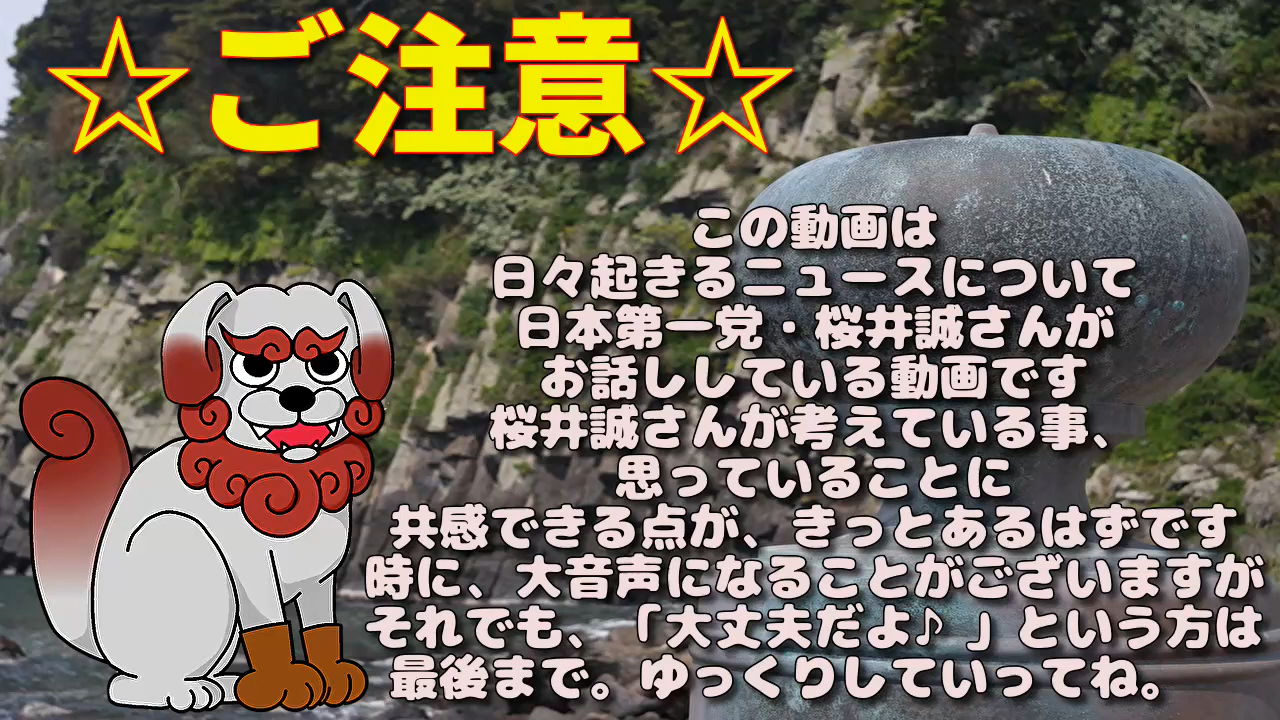 ☆ご注意☆
この動画は
日々起きるニュースについて
日本第一党・桜井誠さんが
お話ししている動画です
桜井誠さんが考えている事、
思っていることに
共感できる点が、きっとあるはずです
時に、大音声になることがございますが
それでも、「大丈夫だよ♪」という方は
最後まで。ゆっくりしていってね。